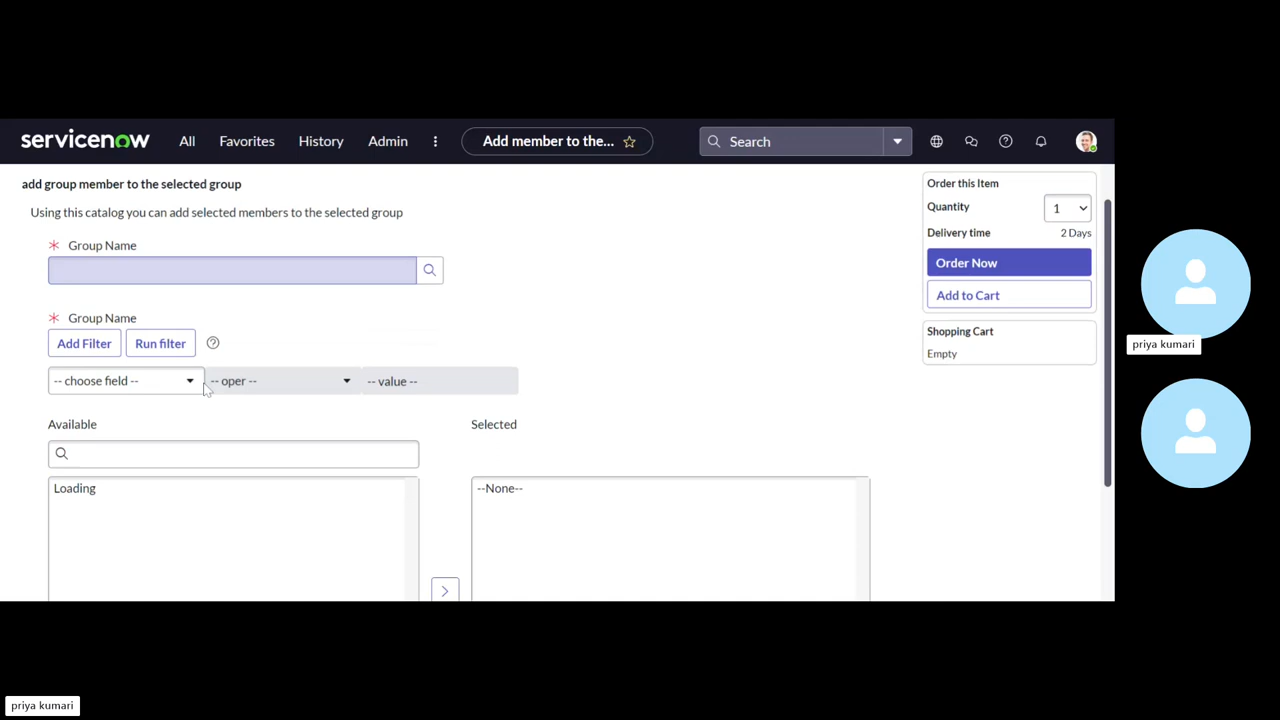 servicenow All Favorites History Admin Add member to the... Search
add group member to the selected group
Using this catalog you can add selected members to the selected group
* Group Name
* Group Name
Add Filter Run filter
-- choose field -- -- oper -- -- value --
Available Selected
Loading --None--
Order this Item
Quantity 1
Delivery time 2 Days
Order Now
Add to Cart
Shopping Cart
Empty
priya kumari
priya kumari